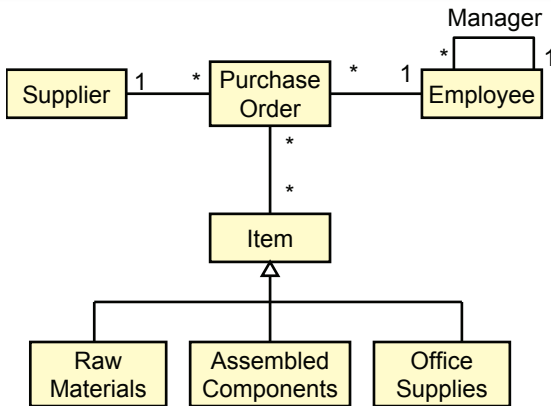 Manager
* 1
Supplier 1 * Purchase Order * 1 Employee
*
*
Item
Raw Materials
Assembled Components
Office Supplies